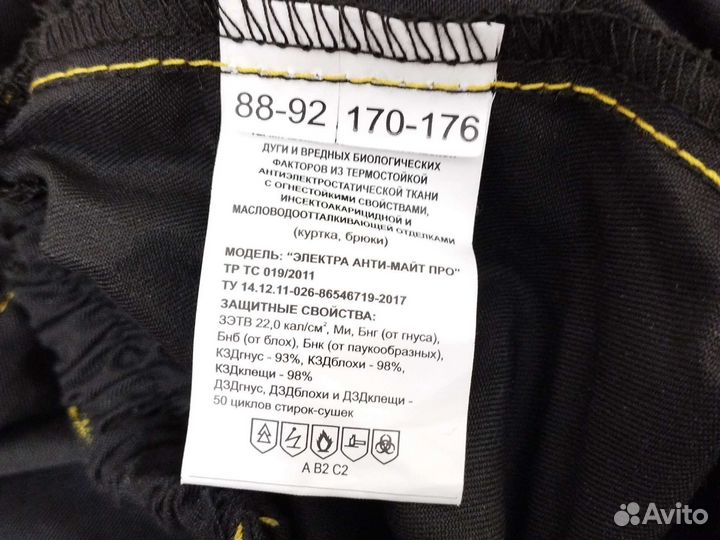 88-92 170-176
ДУГИ И ВРЕДНЫХ БИОЛОГИЧЕСКИХ
ФАКТОРОВ ИЗ ТЕРМОСТОЙКОЙ
АНТИЭЛЕКТРОСТАТИЧЕСКОЙ ТКАНИ
С ОГНЕСТОЙКИМИ СВОЙСТВАМИ,
ИНСЕКТОАКАРИЦИДНОЙ И
МАСЛОВОДООТТАЛКИВАЮЩЕЙ ОТДЕЛКАМИ
(куртка, брюки)
МОДЕЛЬ: "ЭЛЕКТРА АНТИ-МАЙТ ПРО"
ТР ТС 019/2011
ТУ 14.12.11-026-86546719-2017
ЗАЩИТНЫЕ СВОЙСТВА:
ЗЭТВ 22,0 кал/см², Ми, Бнг (от гнуса),
Бнб (от блох), Бнк (от паукообразных),
КЗДгнус - 93%, КЗДблохи - 98%,
КЗДклещи - 98%
ДЗДгнус, ДЗДблохи и ДЗДклещи -
50 циклов стирок-сушек
А В2 С2
Avito